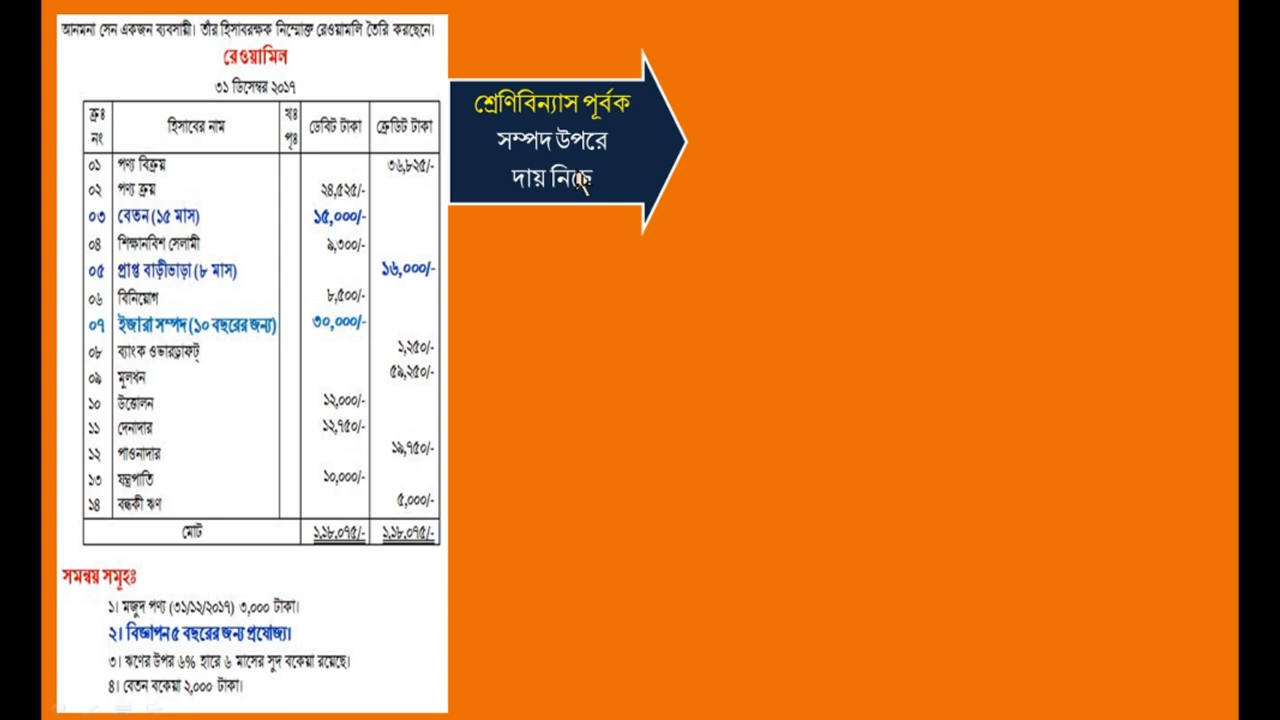 আনমনা সেন একজন ব্যবসায়ী। তাঁর হিসাবরক্ষক নিম্মোক্ত রেওয়ামলি তৈরি করছেনে।
রেওয়ামিল
৩১ ডিসেম্বর ২০১৭
ক্রঃ নং হিসাবের নাম খঃ পৃঃ ডেবিট টাকা ক্রেডিট টাকা
০১ পণ্য বিক্রয় ৩৬,৮২৫/-
০২ পণ্য ক্রয় ২৪,৫২৫/-
০৩ বেতন (১৫ মাস) ১৫,০০০/-
০৪ শিক্ষানবিশ সেলামী ৯,৩০০/-
০৫ প্রাপ্ত বাড়ীভাড়া (৮ মাস) ১৬,০০০/-
০৬ বিনিয়োগ ৮,৫০০/-
০৭ ইজারা সম্পদ (১০ বছরের জন্য) ৩০,০০০/-
০৮ ব্যাংক ওভারড্রাফট্ ১,২৫০/-
০৯ মূলধন ৫৯,২৫০/-
১০ উত্তোলন ১২,০০০/-
১১ দেনাদার ১২,৭৫০/-
১২ পাওনাদার ১৯,৭৫০/-
১৩ যন্ত্রপাতি ১০,০০০/-
১৪ বন্ধকী ঋণ ৫,০০০/-
মোট ১,১৮,০৭৫/- ১,১৮,০৭৫/-
সমন্বয় সমূহঃ
১। মজুদ পণ্য (৩১/১২/২০১৭) ৩,০০০ টাকা।
২। বিজ্ঞাপন ৫ বছরের জন্য প্রযোজ্য।
৩। ঋণের উপর ৬% হারে ৬ মাসের সুদ বকেয়া রয়েছে।
৪। বেতন বকেয়া ২,০০০ টাকা।
শ্রেণিবিন্যাস পূর্বক
সম্পদ উপরে
দায় নিচে